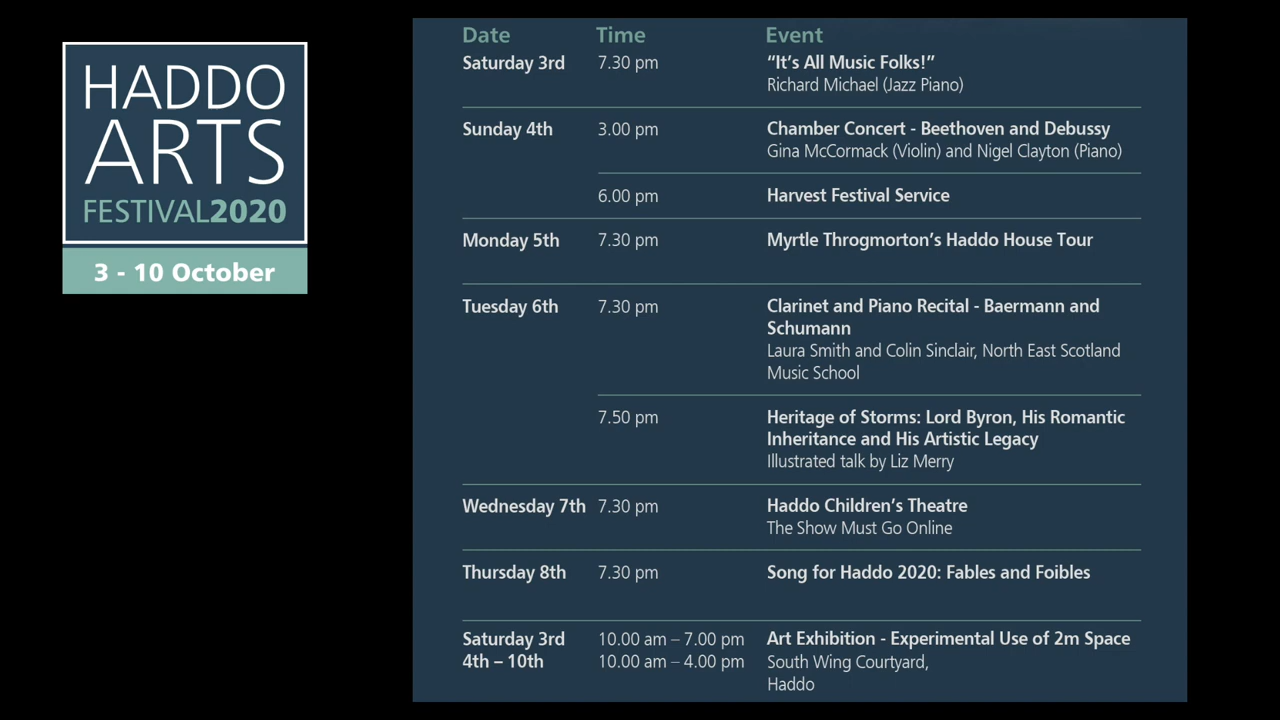 HADDO
ARTS
FESTIVAL2020
3 - 10 October
Date Time Event
Saturday 3rd 7.30 pm “It’s All Music Folks!”
Richard Michael (Jazz Piano)
Sunday 4th 3.00 pm Chamber Concert - Beethoven and Debussy
Gina McCormack (Violin) and Nigel Clayton (Piano)
6.00 pm Harvest Festival Service
Monday 5th 7.30 pm Myrtle Throgmorton’s Haddo House Tour
Tuesday 6th 7.30 pm Clarinet and Piano Recital - Baermann and
Schumann
Laura Smith and Colin Sinclair, North East Scotland
Music School
7.50 pm Heritage of Storms: Lord Byron, His Romantic
Inheritance and His Artistic Legacy
Illustrated talk by Liz Merry
Wednesday 7th 7.30 pm Haddo Children’s Theatre
The Show Must Go Online
Thursday 8th 7.30 pm Song for Haddo 2020: Fables and Foibles
Saturday 3rd 10.00 am – 7.00 pm Art Exhibition - Experimental Use of 2m Space
4th – 10th 10.00 am – 4.00 pm South Wing Courtyard,
Haddo